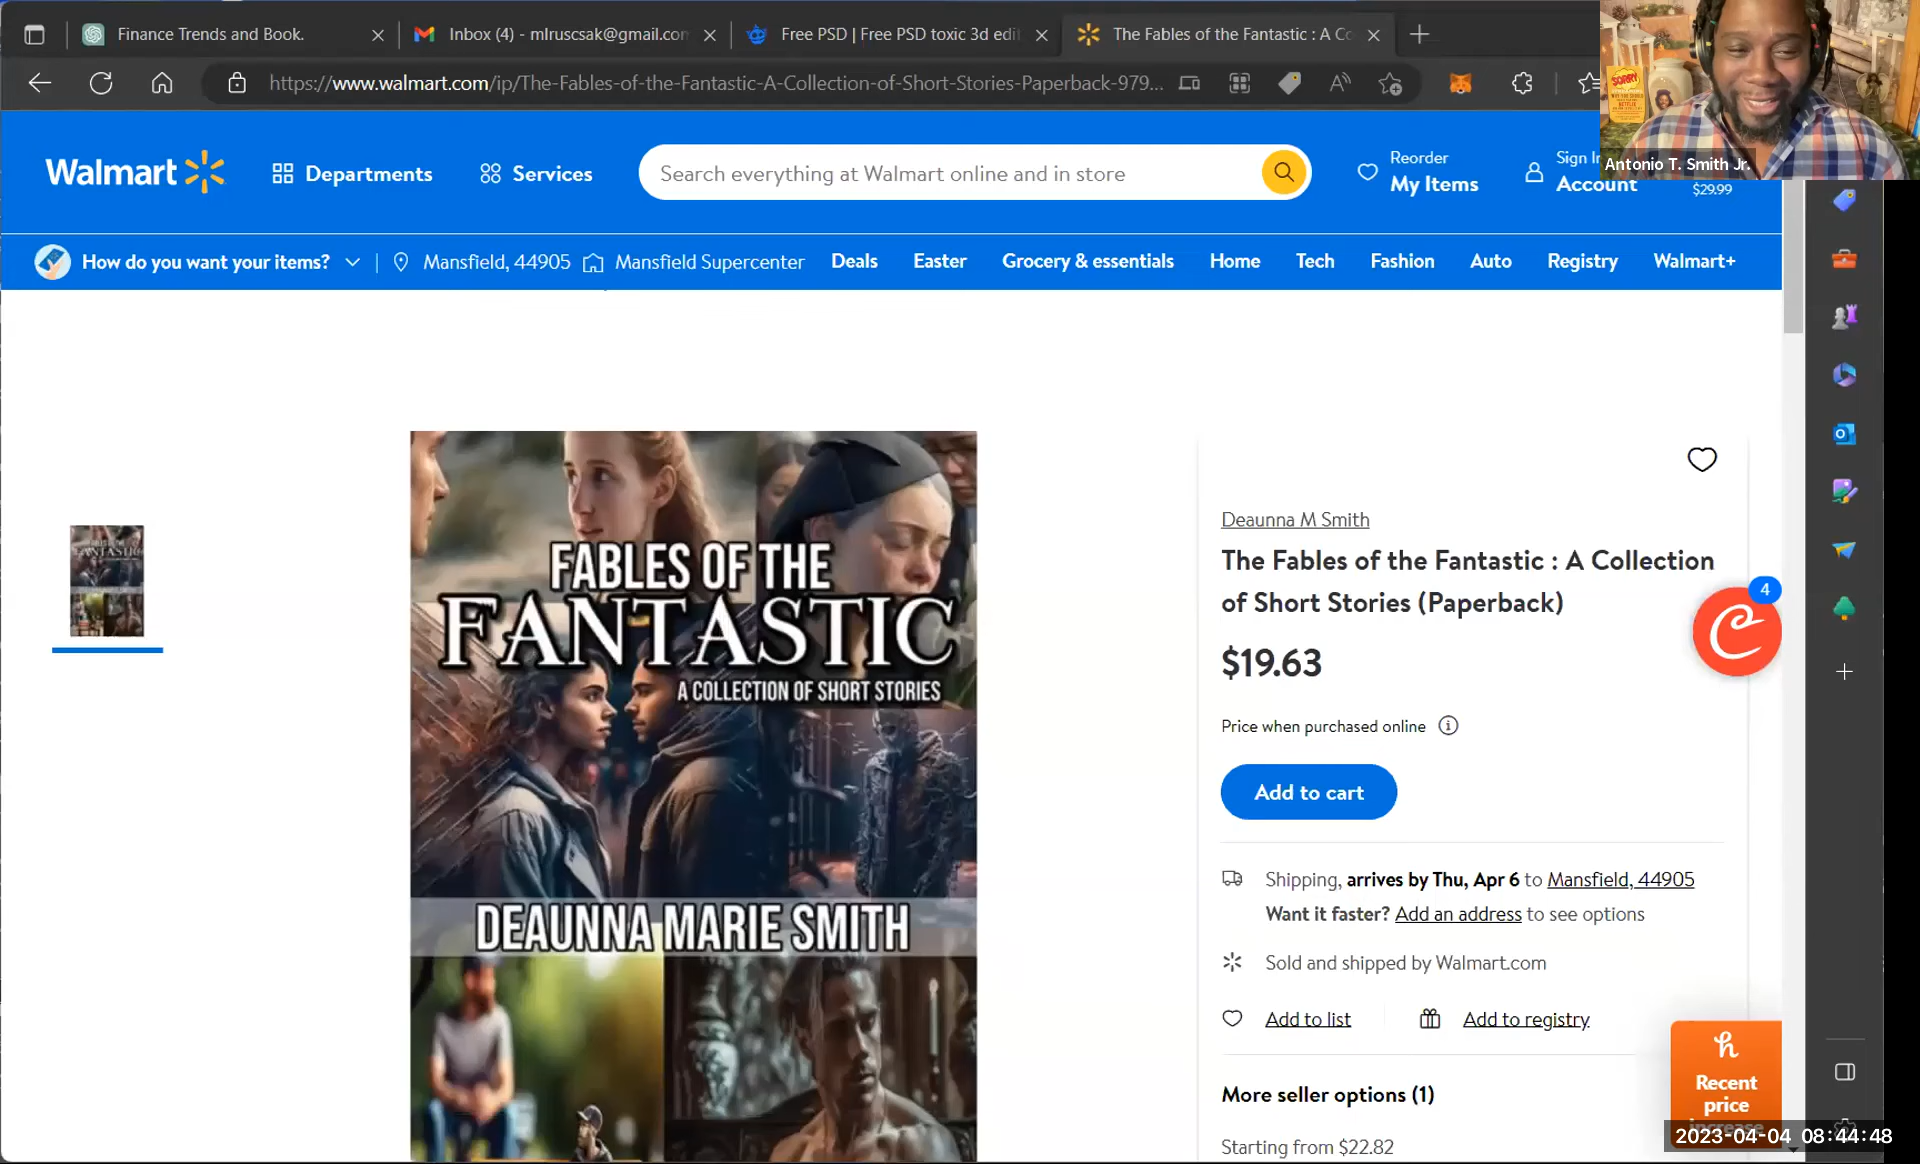 Finance Trends and Book.
Inbox (4) - mlruscsak@gmail.con
Free PSD | Free PSD toxic 3d edi
The Fables of the Fantastic : A Co
https://www.walmart.com/ip/The-Fables-of-the-Fantastic-A-Collection-of-Short-Stories-Paperback-979...
SORRY
Antonio T. Smith Jr.
Walmart
Departments
Services
Search everything at Walmart online and in store
Reorder
My Items
Sign In
Account
$29.99
How do you want your items?
Mansfield, 44905
Mansfield Supercenter
Deals
Easter
Grocery & essentials
Home
Tech
Fashion
Auto
Registry
Walmart+
FABLES OF THE
FANTASTIC
A COLLECTION OF SHORT STORIES
DEAUNNA MARIE SMITH
Deaunna M Smith
The Fables of the Fantastic : A Collection
of Short Stories (Paperback)
$19.63
4
Price when purchased online
Add to cart
Shipping, arrives by Thu, Apr 6 to Mansfield, 44905
Want it faster? Add an address to see options
Sold and shipped by Walmart.com
Add to list
Add to registry
More seller options (1)
Starting from $22.82
h
Recent
price
increase
2023-04-04 08:44:48